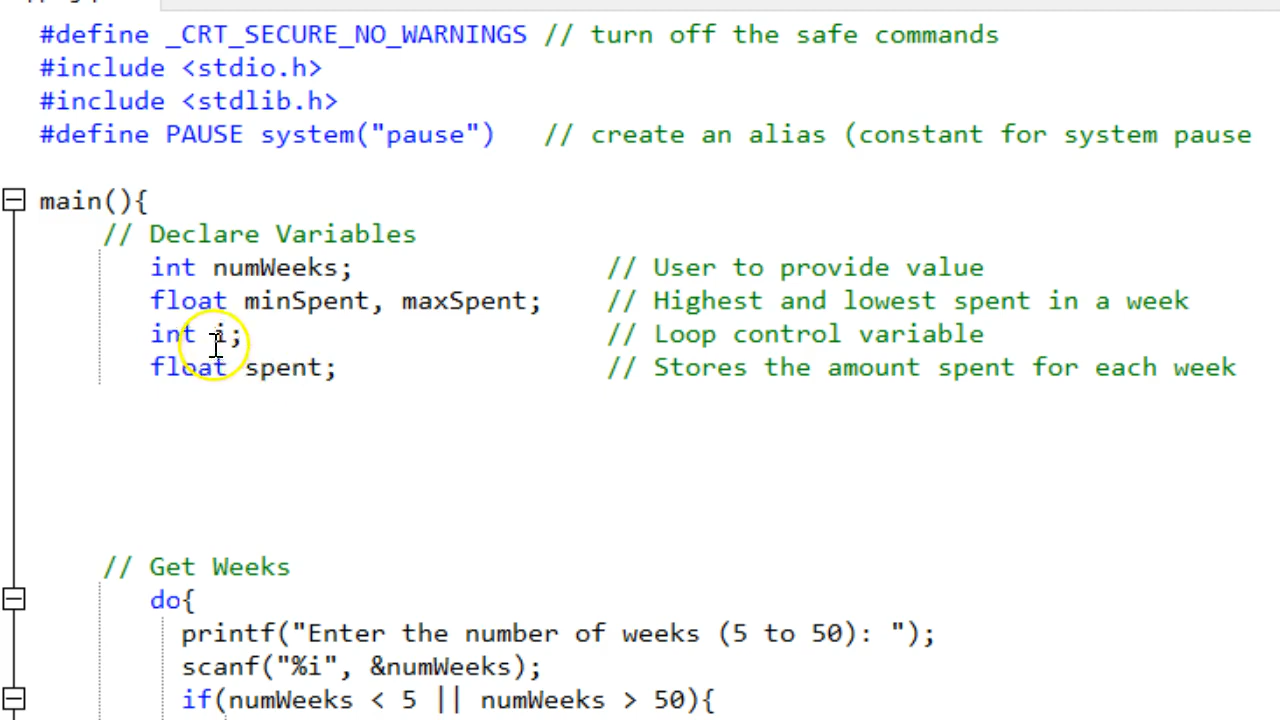 #define _CRT_SECURE_NO_WARNINGS // turn off the safe commands
#include <stdio.h>
#include <stdlib.h>
#define PAUSE system("pause") // create an alias (constant for system pause
main(){
// Declare Variables
int numWeeks; // User to provide value
float minSpent, maxSpent; // Highest and lowest spent in a week
int i; // Loop control variable
float spent; // Stores the amount spent for each week
// Get Weeks
do{
printf("Enter the number of weeks (5 to 50): ");
scanf("%i", &numWeeks);
if(numWeeks < 5 || numWeeks > 50){